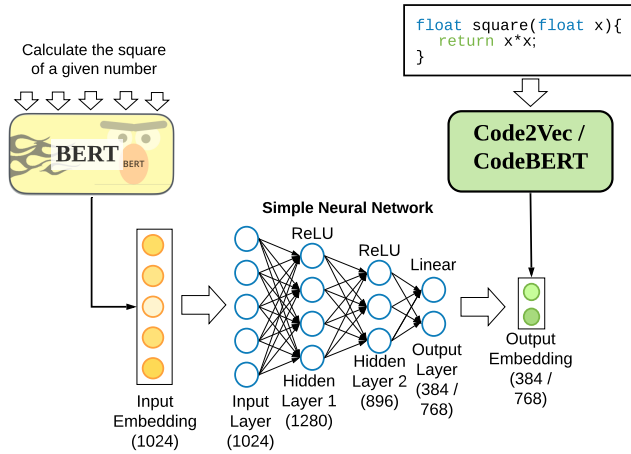 Calculate the square
of a given number
BERT
BERT
float square(float x){
return x*x;
}
Code2Vec /
CodeBERT
Simple Neural Network
ReLU
ReLU
Linear
Input
Embedding
(1024)
Input
Layer
(1024)
Hidden
Layer 1
(1280)
Hidden
Layer 2
(896)
Output
Layer
(384 /
768)
Output
Embedding
(384 /
768)